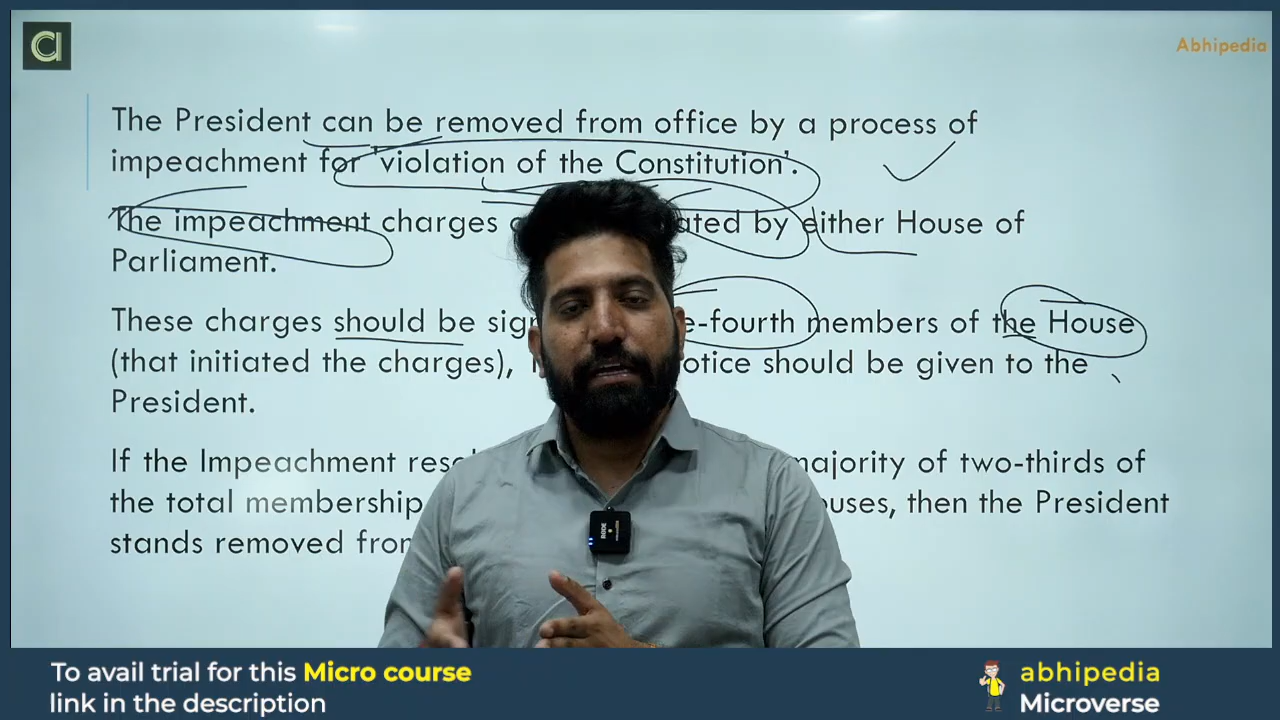 Abhipedia
The President can be removed from office by a process of
impeachment for 'violation of the Constitution'.
The impeachment charges ated by either House of
Parliament.
These charges should be sig e-fourth members of the House
(that initiated the charges), otice should be given to the
President.
If the Impeachment reso majority of two-thirds of
the total membership ouses, then the President
stands removed from
RODE
To avail trial for this Micro course
link in the description
abhipedia
Microverse